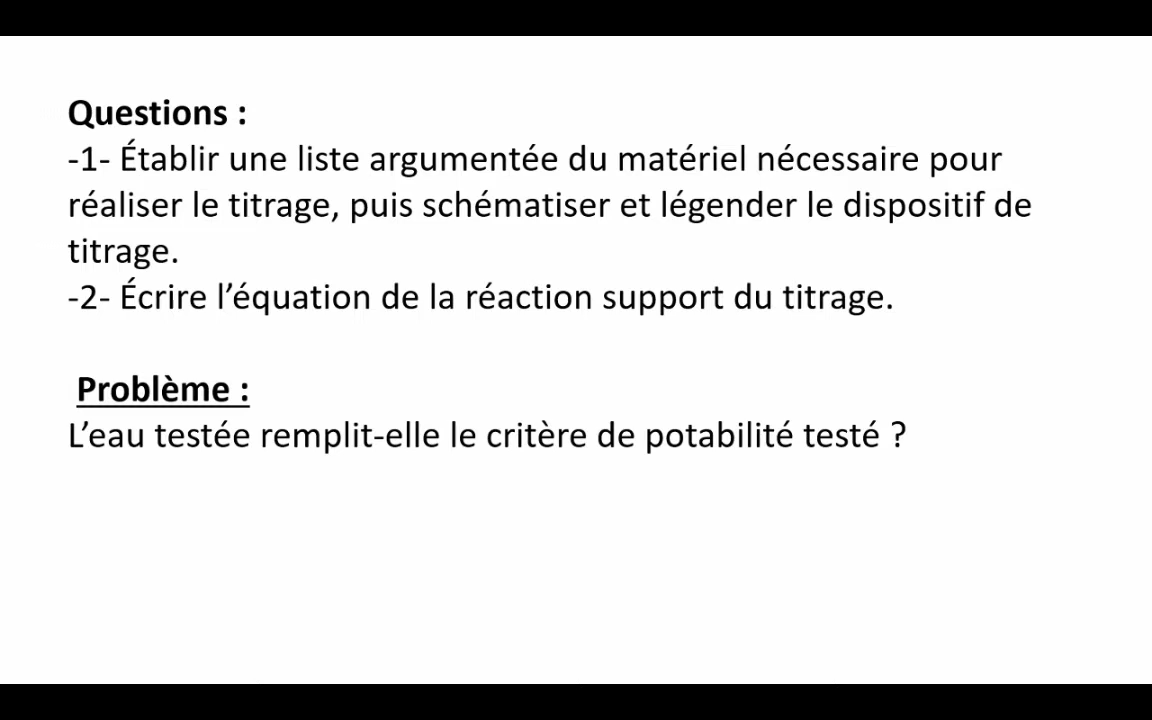 Questions :
-1- Établir une liste argumentée du matériel nécessaire pour
réaliser le titrage, puis schématiser et légender le dispositif de
titrage.
-2- Écrire l’équation de la réaction support du titrage.
Problème :
L’eau testée remplit-elle le critère de potabilité testé ?